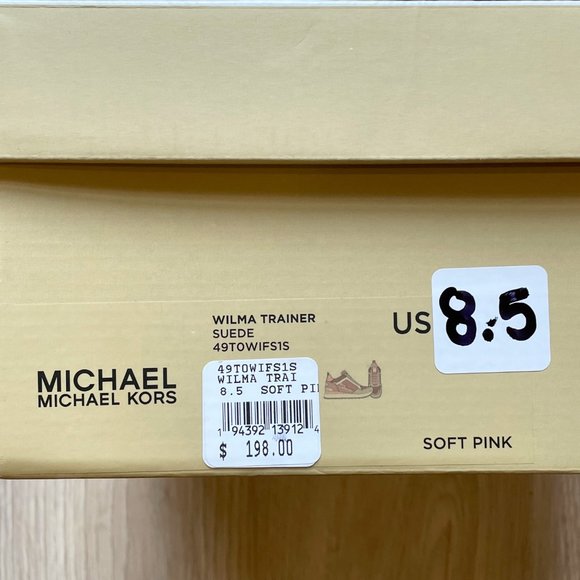 WILMA TRAINER
SUEDE
49T0WIFS1S
US
8.5
MICHAEL
MICHAEL KORS
49T0WIFS1S
WILMA TRAI
8.5 SOFT PI
1 94392 13912 4
$ 198.00
SOFT PINK